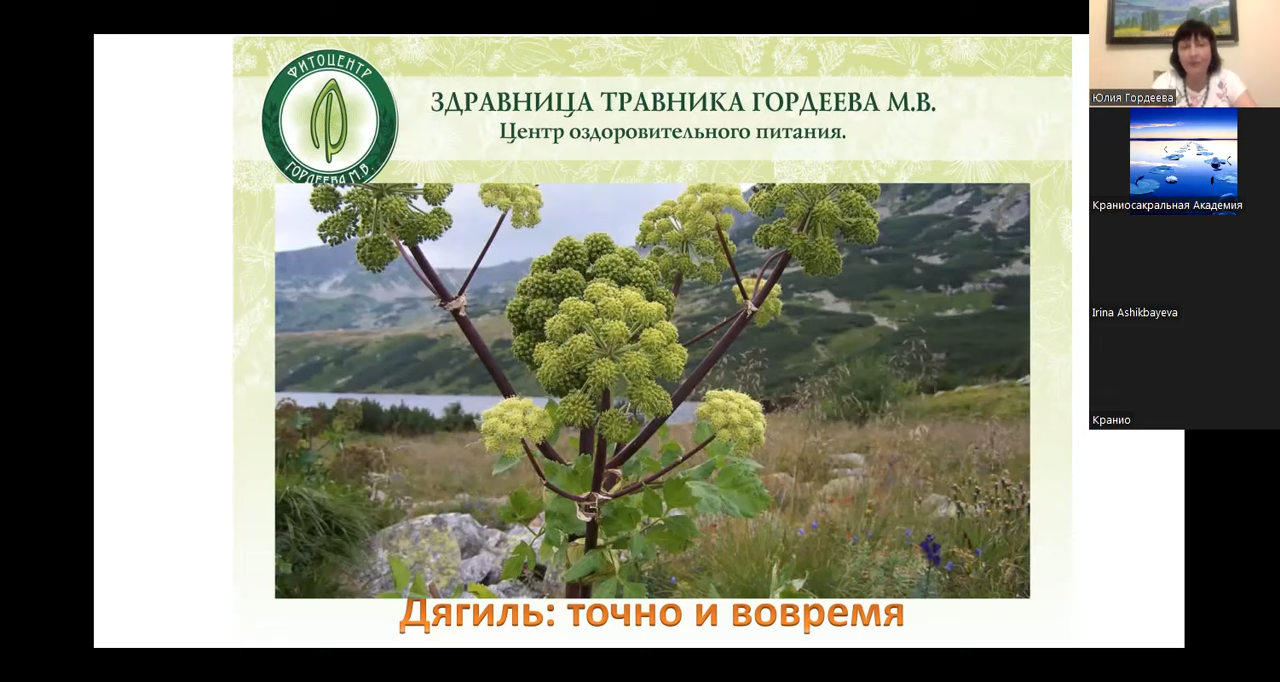 ФИТОЦЕНТР
ГОРДЕЕВА М.В.
ЗДРАВНИЦА ТРАВНИКА ГОРДЕЕВА М.В.
Центр оздоровительного питания.
Дягиль: точно и вовремя
Юлия Гордеева
Краниосакральная Академия
Irina Ashikbayeva
Кранио